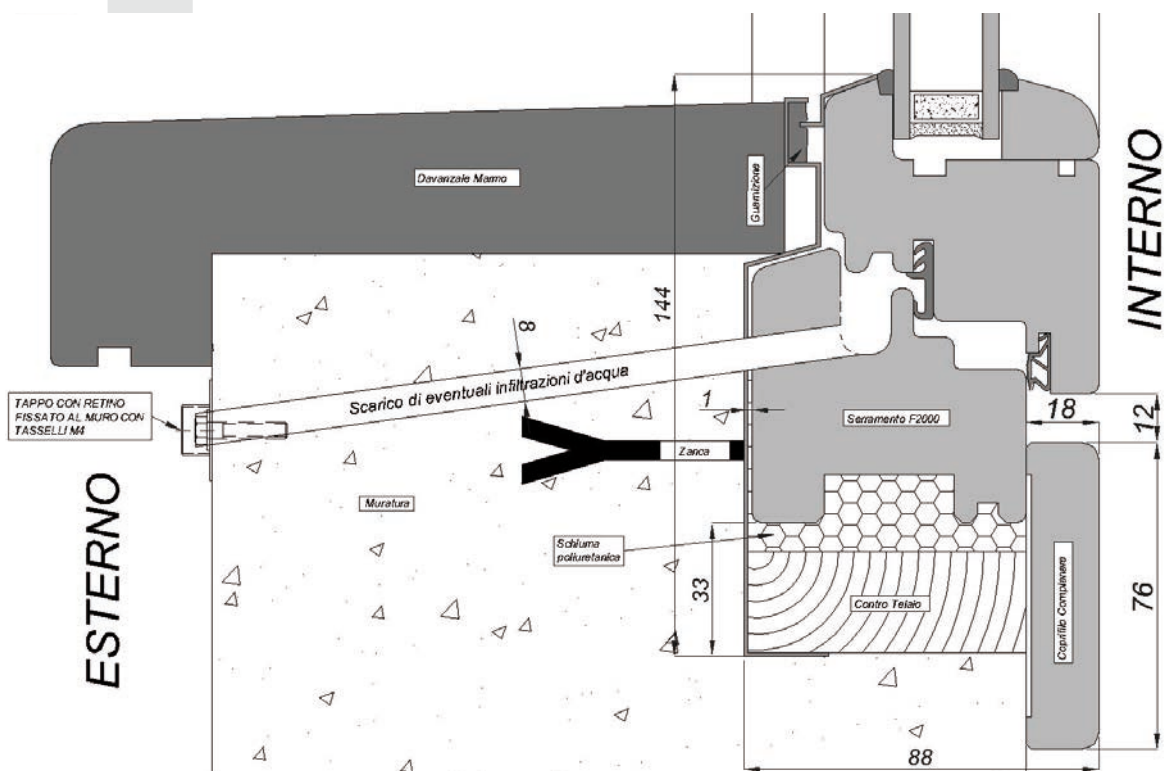 Davanzale Marmo
Guarnizione
INTERNO
144
8
Scarico di eventuali infiltrazioni d'acqua
TAPPO CON RETINO
FISSATO AL MURO CON
TASSELLI M4
1
Serramento F2000
18
12
Zanca
ESTERNO
Muratura
Schiuma
poliuretanica
33
Contro Telaio
Coprifilo Complanare
76
88